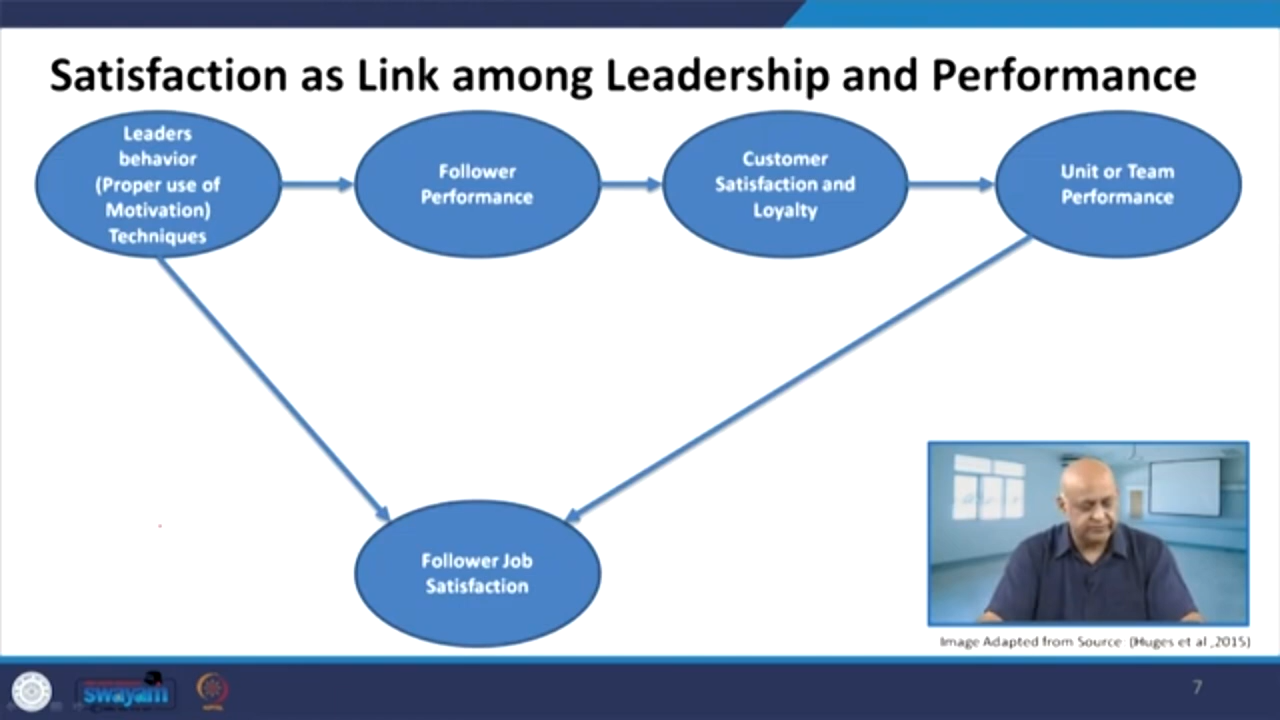 Satisfaction as Link among Leadership and Performance
Leaders
behavior
(Proper use of
Motivation)
Techniques
Follower
Performance
Customer
Satisfaction and
Loyalty
Unit or Team
Performance
Follower Job
Satisfaction
Image Adapted from Source (Huges et al.,2015)
swayam
7